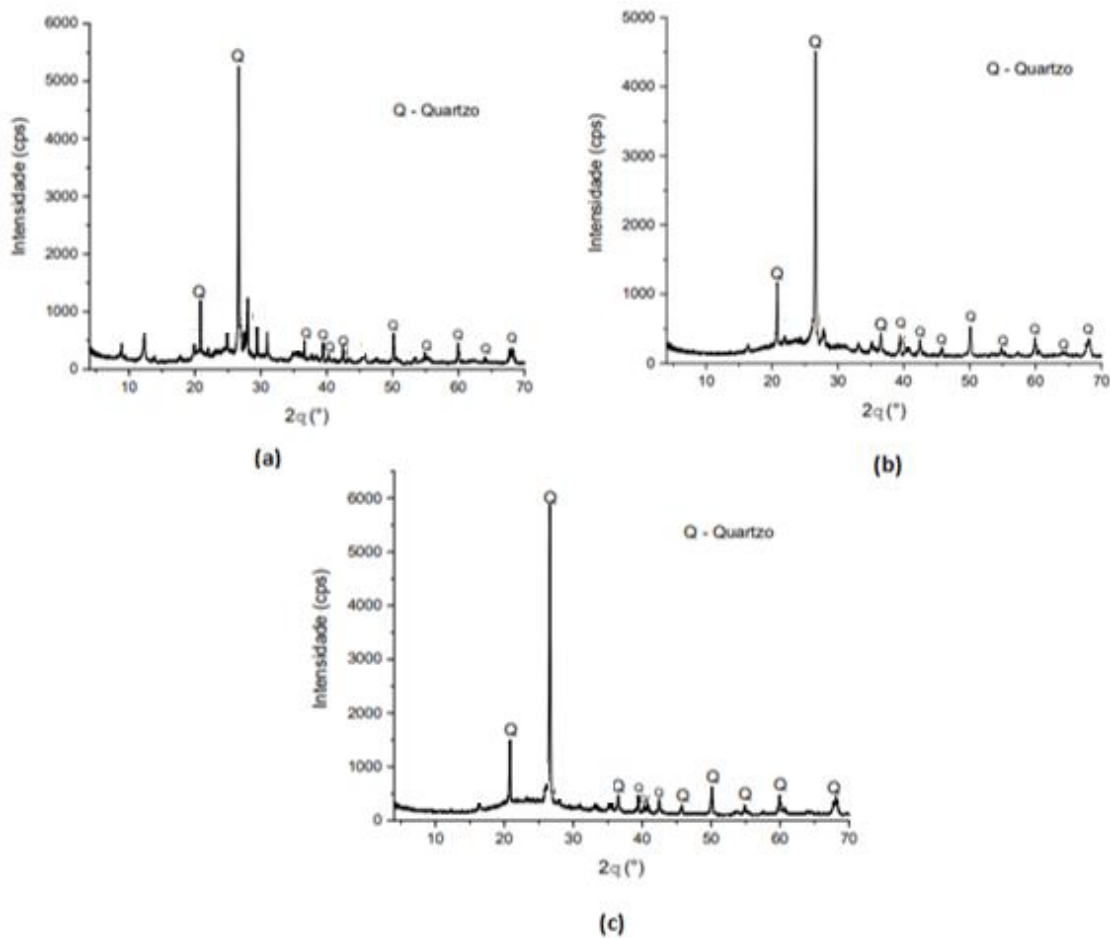 6000
5000
4000
3000
2000
1000
0
Intensidade (cps)
Q
Q - Quartzo
Q
Q Q Q Q Q Q Q Q Q
10 20 30 40 50 60 70
2q (°)
(a)
5000
4000
3000
2000
1000
0
Intensidade (cps)
Q
Q - Quartzo
Q
Q Q Q Q Q Q Q Q Q
10 20 30 40 50 60 70
2q (°)
(b)
6000
5000
4000
3000
2000
1000
0
Intensidade (cps)
Q
Q - Quartzo
Q
Q Q Q Q Q Q Q Q
10 20 30 40 50 60 70
2q (°)
(c)